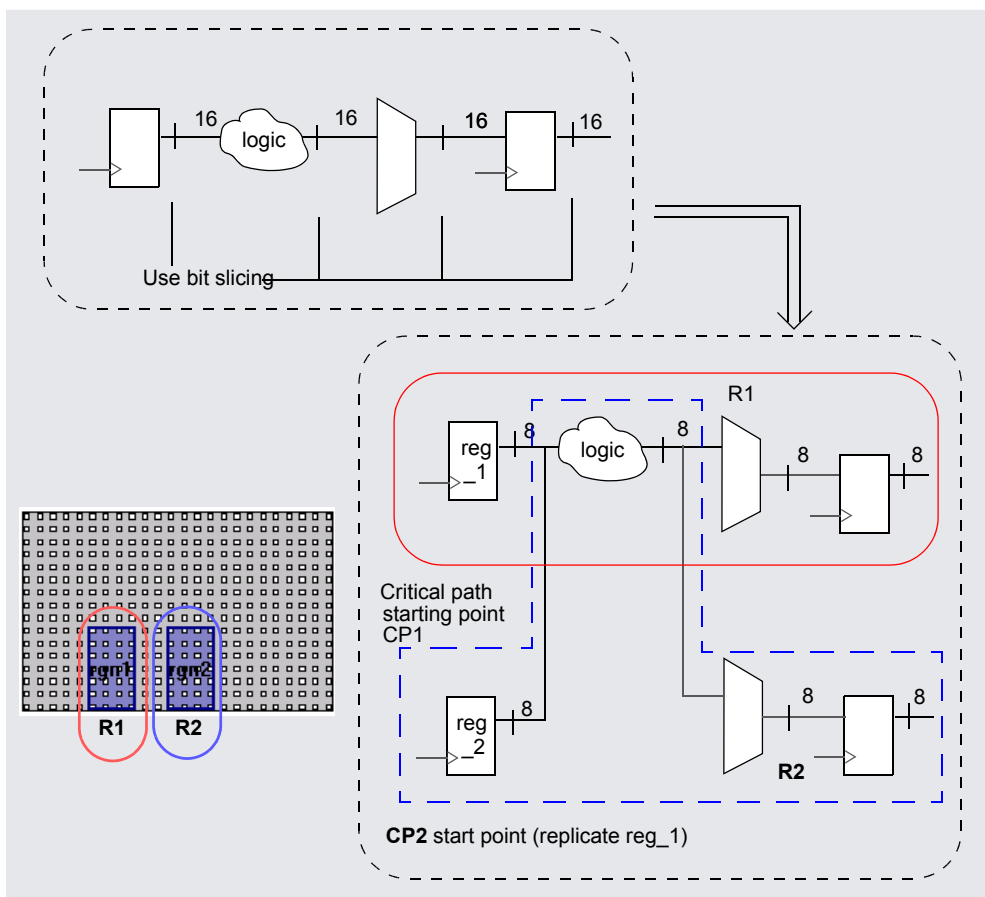 16
16
16
16
logic
Use bit slicing
R1
8
8
reg
_1
logic
8
8
Critical path
starting point
CP1
rgn1
rgn2
R1
R2
8
reg
_2
8
8
R2
CP2 start point (replicate reg_1)